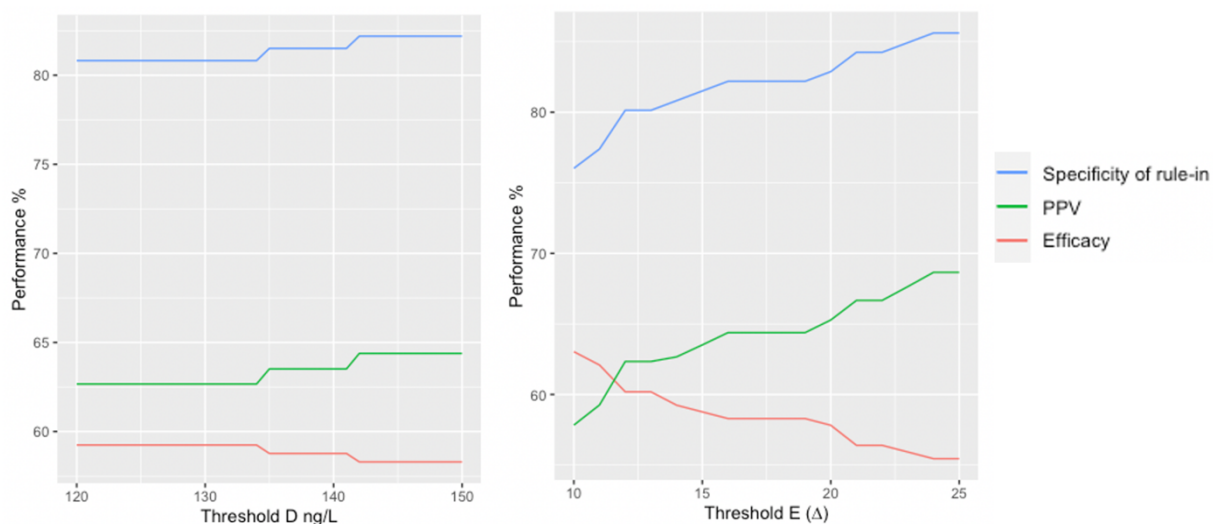 Performance %
80
75
70
65
60
120
130
140
150
Threshold D ng/L
Performance %
80
70
60
10
15
20
25
Threshold E (Δ)
Specificity of rule-in
PPV
Efficacy